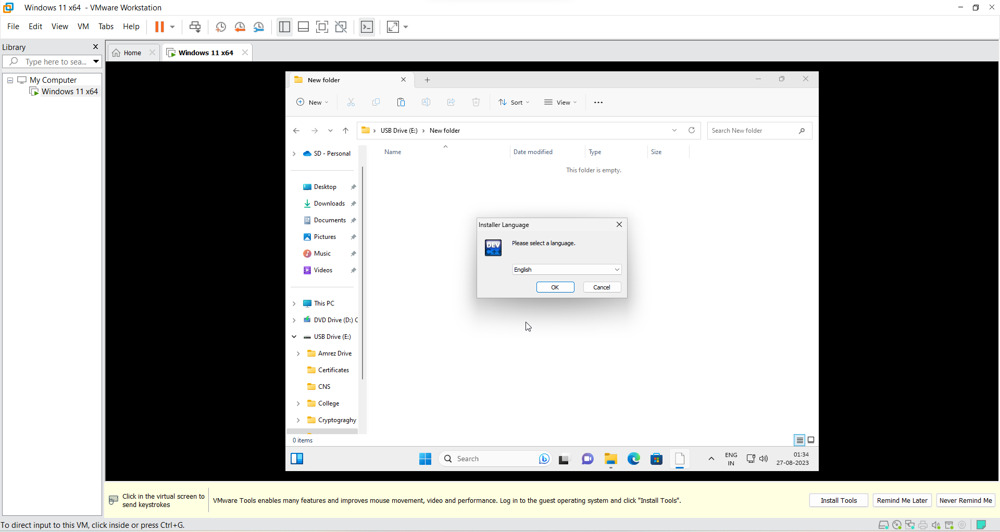 Windows 11 x64 - VMware Workstation
File Edit View VM Tabs Help
Library
Type here to sea...
My Computer
Windows 11 x64
Home
Windows 11 x64
New folder
New
Sort
View
USB Drive (E:) New folder
Search New folder
SD - Personal
Name Date modified Type Size
This folder is empty.
Desktop
Downloads
Documents
Pictures
Music
Videos
Installer Language
DEV
C++
Please select a language.
English
OK Cancel
This PC
DVD Drive (D:) C
USB Drive (E:)
Amrez Drive
Certificates
CNS
College
Cryptograghy
0 items
Search
ENG
IN
01:34
27-08-2023
Click in the virtual screen to
send keystrokes
VMware Tools enables many features and improves mouse movement, video and performance. Log in to the guest operating system and click "Install Tools".
Install Tools Remind Me Later Never Remind Me
To direct input to this VM, click inside or press Ctrl+G.